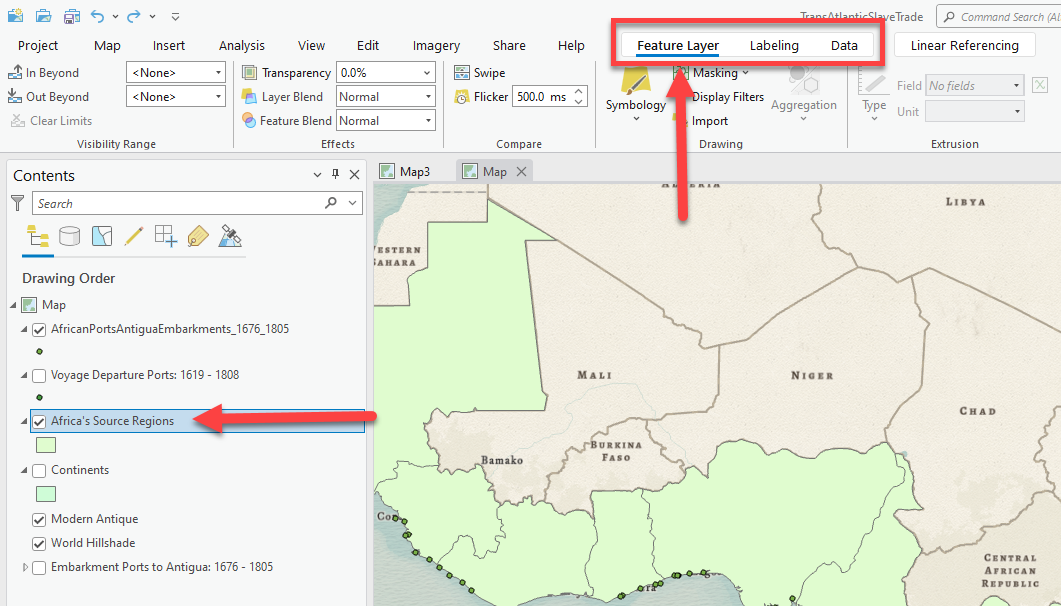 TransAtlanticSlaveTrade
Command Search (Al
Project Map Insert Analysis View Edit Imagery Share Help Feature Layer Labeling Data Linear Referencing
In Beyond <None>
Out Beyond <None>
Clear Limits
Visibility Range
Transparency 0.0%
Layer Blend Normal
Feature Blend Normal
Effects
Swipe
Flicker 500.0 ms
Compare
Symbology
Masking
Display Filters
Import
Aggregation
Drawing
Type
Field No fields
Unit
Extrusion
Contents
Search
Drawing Order
Map
AfricanPortsAntiguaEmbarkments_1676_1805
Voyage Departure Ports: 1619 - 1808
Africa's Source Regions
Continents
Modern Antique
World Hillshade
Embarkment Ports to Antigua: 1676 - 1805
Map3 Map
ALGERIA
LIBYA
WESTERN
SAHARA
MALI
NIGER
CHAD
BURKINA
FASO
Bamako
Con
CENTRAL
AFRICAN
REPUBLIC